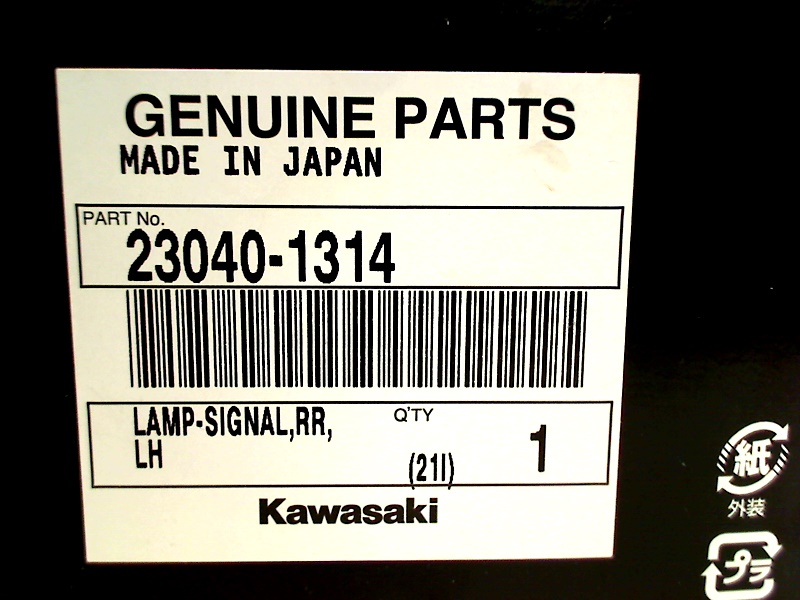 GENUINE PARTS
MADE IN JAPAN
PART No.
23040-1314
LAMP-SIGNAL,RR,
LH
Q'TY
(21I)
1
Kawasaki
紙
外装
プラ